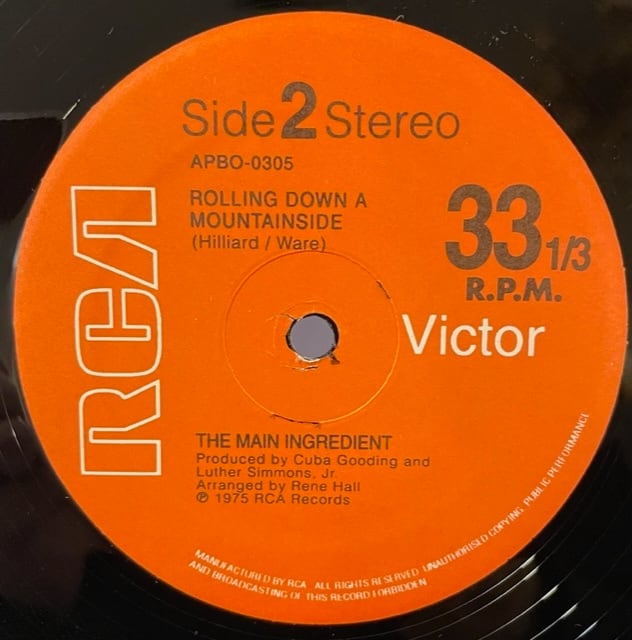 Side 2 Stereo
APBO-0305
ROLLING DOWN A
MOUNTAINSIDE
(Hilliard / Ware)
33 1/3
R.P.M.
RCA
Victor
THE MAIN INGREDIENT
Produced by Cuba Gooding and
Luther Simmons, Jr.
Arranged by Rene Hall
℗ 1975 RCA Records
MANUFACTURED BY RCA ALL RIGHTS RESERVED UNAUTHORISED COPYING PUBLIC PERFORMANCE
AND BROADCASTING OF THIS RECORD FORBIDDEN